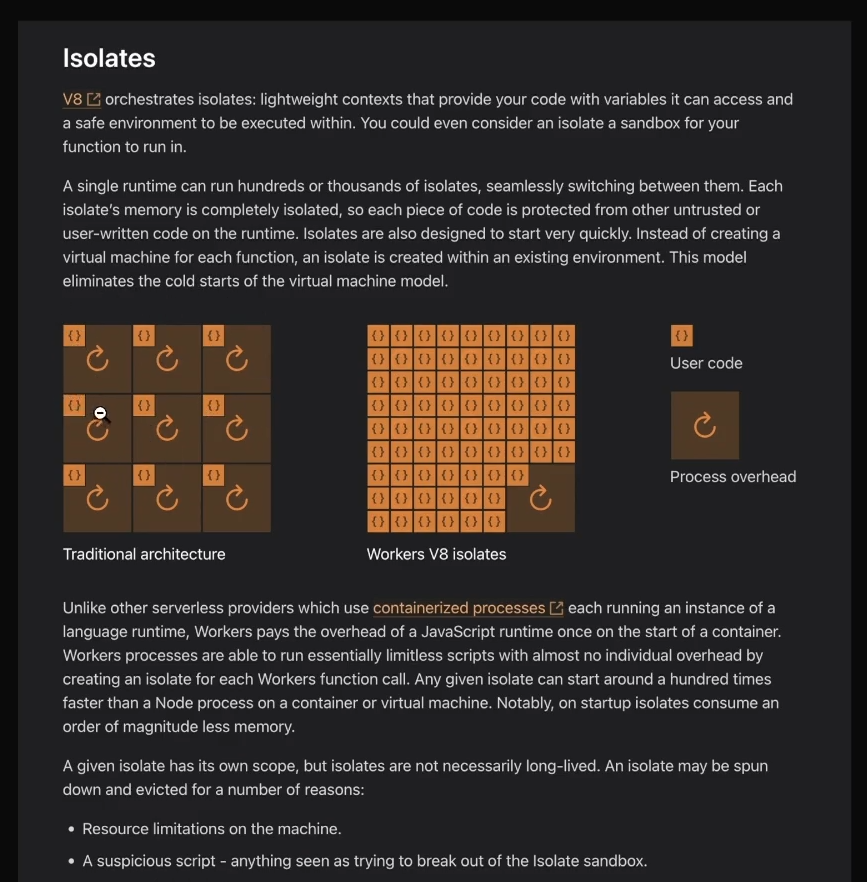 Isolates
V8 orchestrates isolates: lightweight contexts that provide your code with variables it can access and
a safe environment to be executed within. You could even consider an isolate a sandbox for your
function to run in.
A single runtime can run hundreds or thousands of isolates, seamlessly switching between them. Each
isolate's memory is completely isolated, so each piece of code is protected from other untrusted or
user-written code on the runtime. Isolates are also designed to start very quickly. Instead of creating a
virtual machine for each function, an isolate is created within an existing environment. This model
eliminates the cold starts of the virtual machine model.
User code
Process overhead
Traditional architecture
Workers V8 isolates
Unlike other serverless providers which use containerized processes each running an instance of a
language runtime, Workers pays the overhead of a JavaScript runtime once on the start of a container.
Workers processes are able to run essentially limitless scripts with almost no individual overhead by
creating an isolate for each Workers function call. Any given isolate can start around a hundred times
faster than a Node process on a container or virtual machine. Notably, on startup isolates consume an
order of magnitude less memory.
A given isolate has its own scope, but isolates are not necessarily long-lived. An isolate may be spun
down and evicted for a number of reasons:
• Resource limitations on the machine.
• A suspicious script - anything seen as trying to break out of the Isolate sandbox.